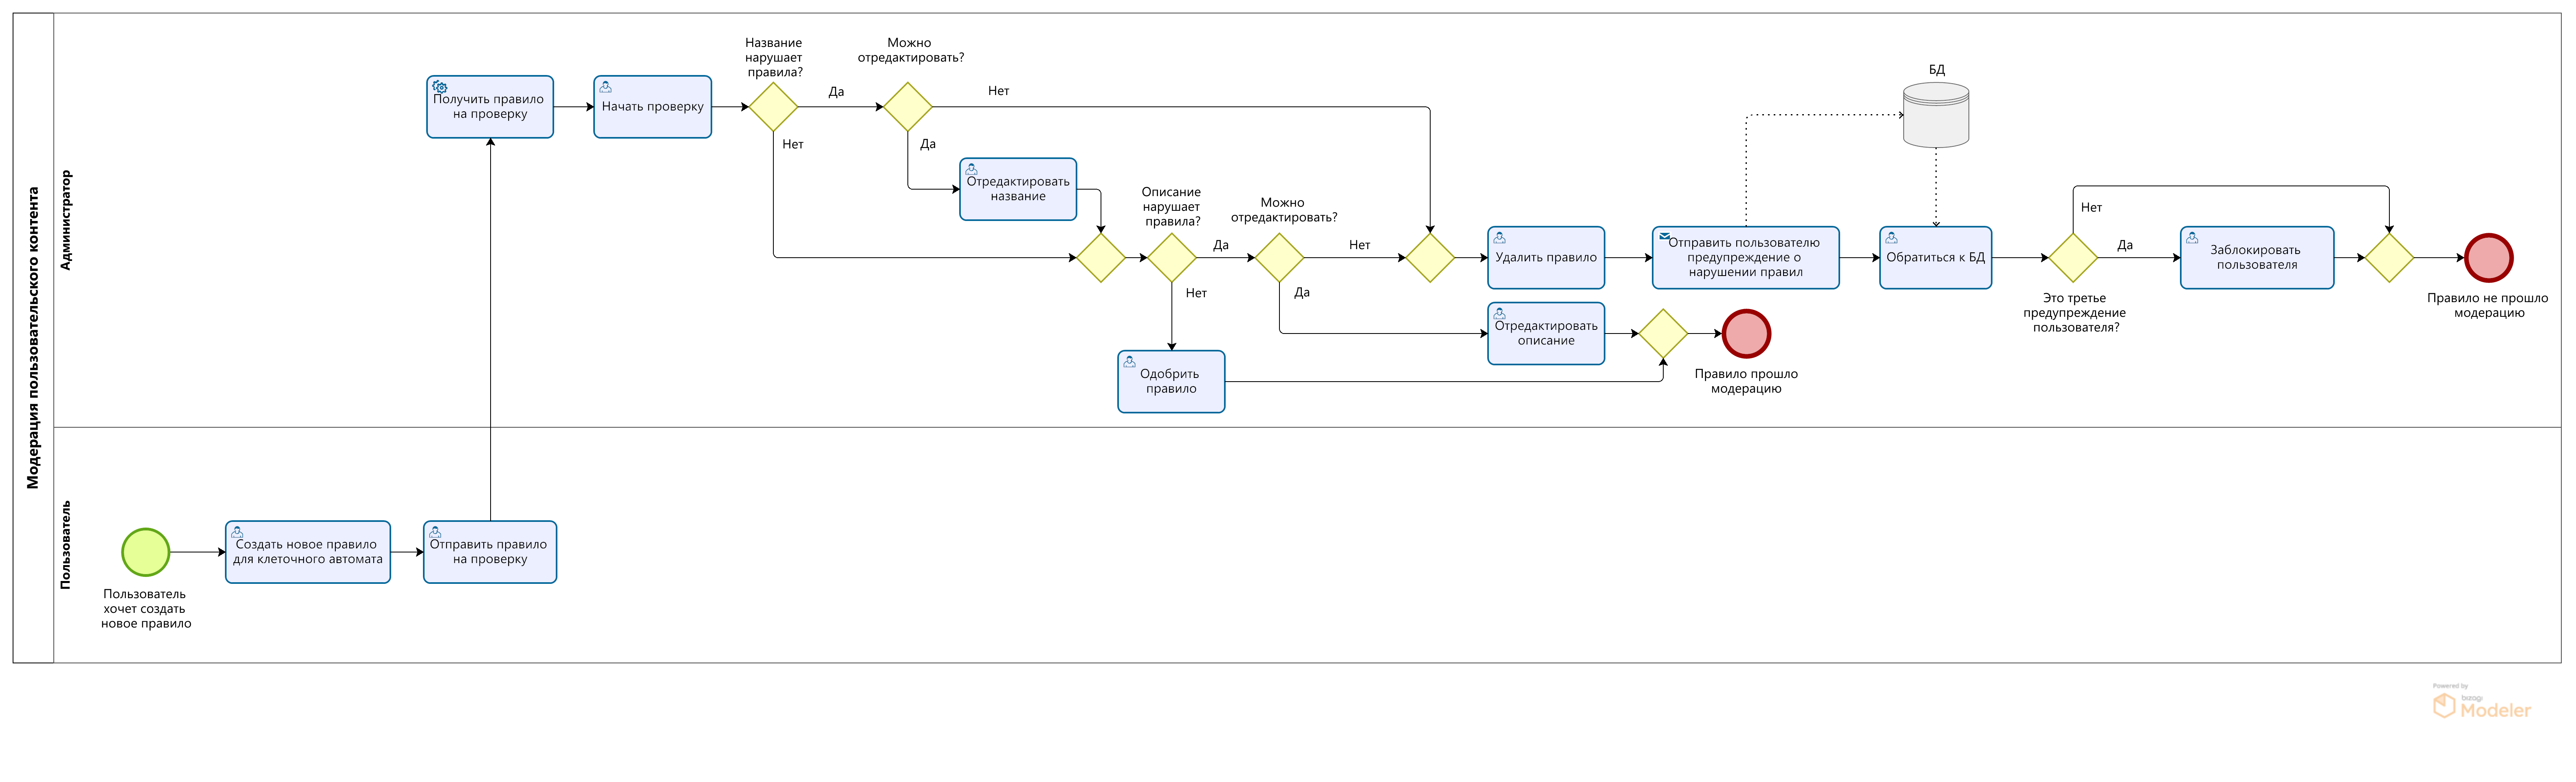 Модерация пользовательского контента
Администратор
Название
нарушает
правила?
Можно
отредактировать?
Получить правило
на проверку
Начать проверку
Да
Нет
Нет
Да
Отредактировать
название
Описание
нарушает
правила?
Можно
отредактировать?
Да
Нет
Нет
Да
Удалить правило
Отправить пользователю
предупреждение о
нарушении правил
БД
Обратиться к БД
Нет
Да
Это третье
предупреждение
пользователя?
Заблокировать
пользователя
Правило не прошло
модерацию
Отредактировать
описание
Одобрить
правило
Правило прошло
модерацию
Пользователь
Пользователь
хочет создать
новое правило
Создать новое правило
для клеточного автомата
Отправить правило
на проверку
Powered by
bizagi
Modeler